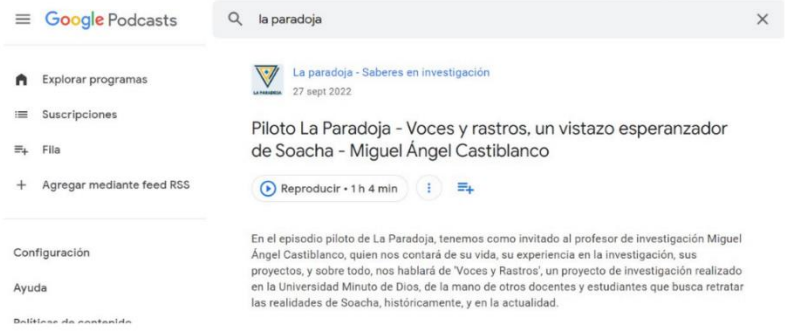 Google Podcasts
la paradoja
Explorar programas
Suscripciones
Fila
Agregar mediante feed RSS
Configuración
Ayuda
Políticas de contenido
LA PARADOJA
La paradoja - Saberes en investigación
27 sept 2022
Piloto La Paradoja - Voces y rastros, un vistazo esperanzador
de Soacha - Miguel Ángel Castiblanco
Reproducir • 1 h 4 min
En el episodio piloto de La Paradoja, tenemos como invitado al profesor de investigación Miguel
Ángel Castiblanco, quien nos contará de su vida, su experiencia en la investigación, sus
proyectos, y sobre todo, nos hablará de 'Voces y Rastros', un proyecto de investigación realizado
en la Universidad Minuto de Dios, de la mano de otros docentes y estudiantes que busca retratar
las realidades de Soacha, históricamente, y en la actualidad.